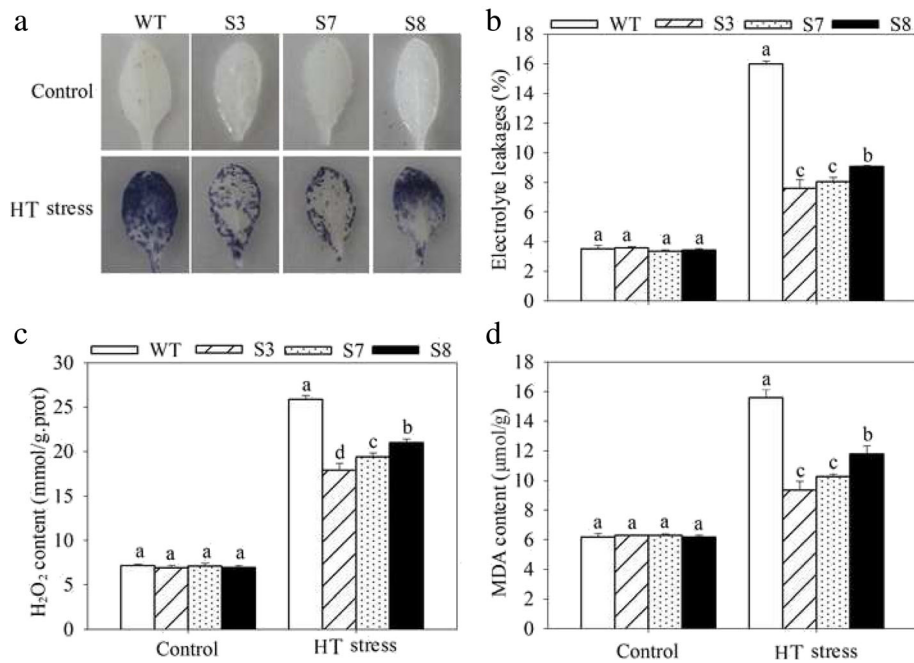 a
WT S3 S7 S8
Control
HT stress
b
WT S3 S7 S8
Electrolyte leakages (%)
18
16
14
12
10
8
6
4
2
0
a a a a
a c c b
c
WT S3 S7 S8
H₂O₂ content (mmol/g.prot)
30
25
20
15
10
5
0
a a a a
a d c b
Control HT stress
d
MDA content (μmol/g)
18
16
14
12
10
8
6
4
2
0
a a a a
a c c b
Control HT stress